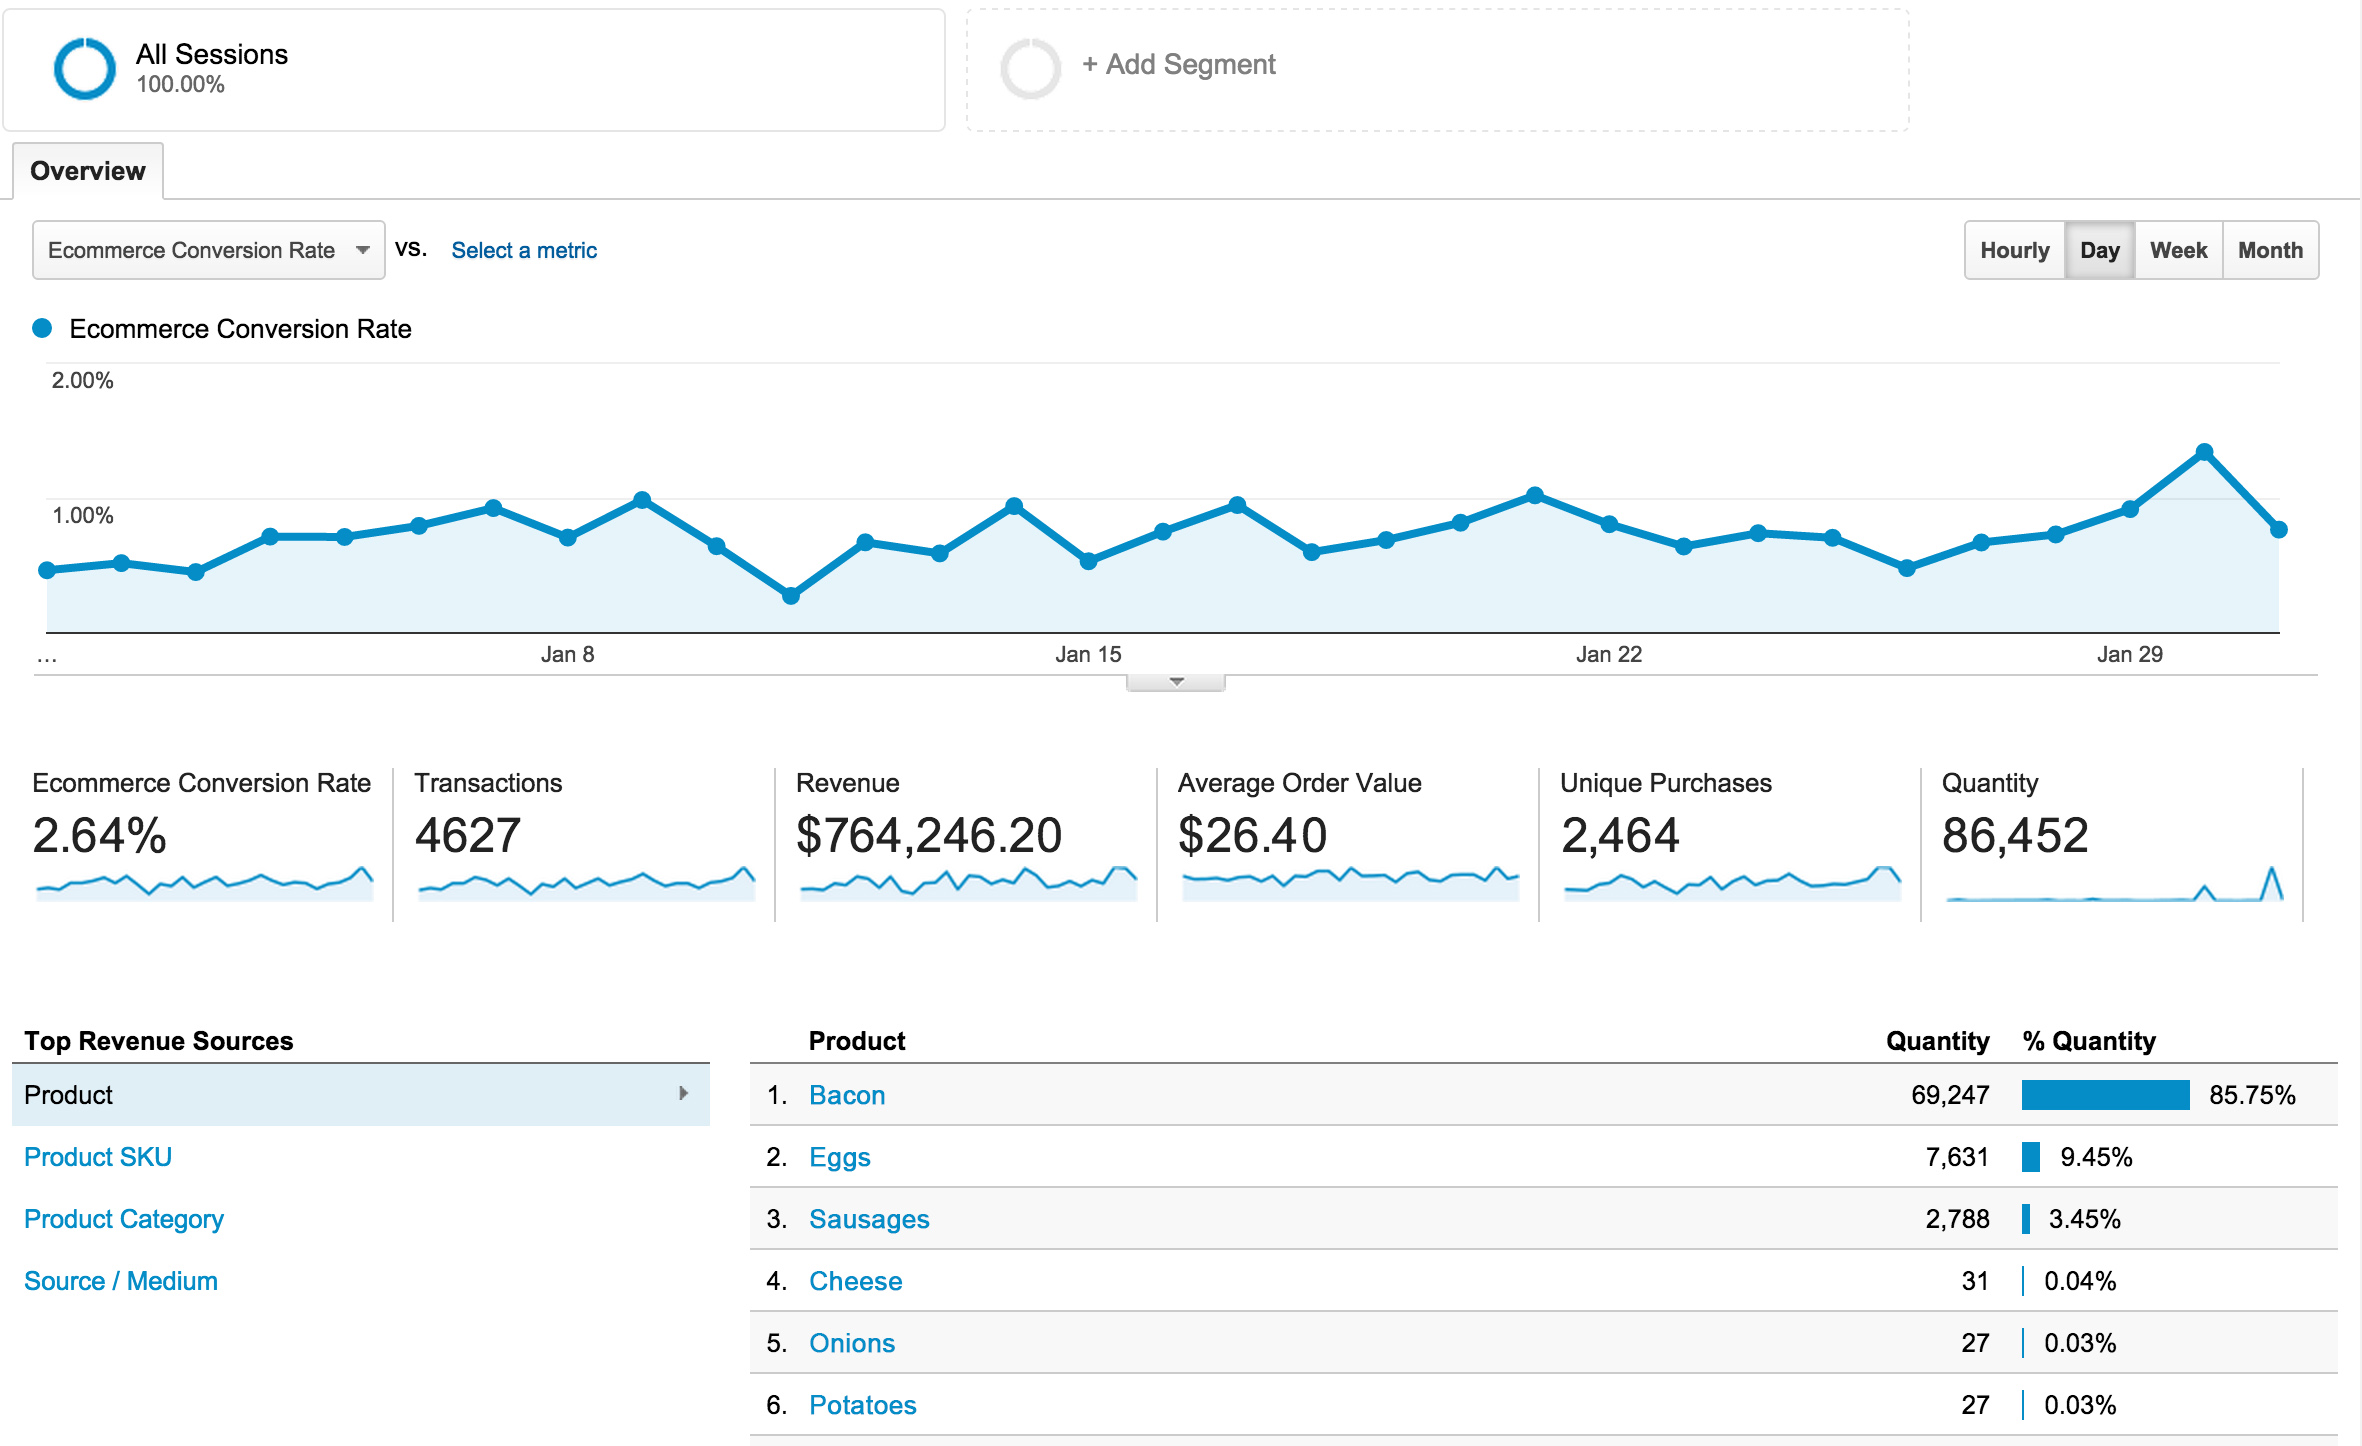 All Sessions
100.00%
+ Add Segment
Overview
Ecommerce Conversion Rate vs. Select a metric
Hourly Day Week Month
Ecommerce Conversion Rate
2.00%
1.00%
... Jan 8 Jan 15 Jan 22 Jan 29
Ecommerce Conversion Rate
2.64%
Transactions
4627
Revenue
$764,246.20
Average Order Value
$26.40
Unique Purchases
2,464
Quantity
86,452
Top Revenue Sources
Product
Product SKU
Product Category
Source / Medium
Product Quantity % Quantity
1. Bacon 69,247 85.75%
2. Eggs 7,631 9.45%
3. Sausages 2,788 3.45%
4. Cheese 31 0.04%
5. Onions 27 0.03%
6. Potatoes 27 0.03%